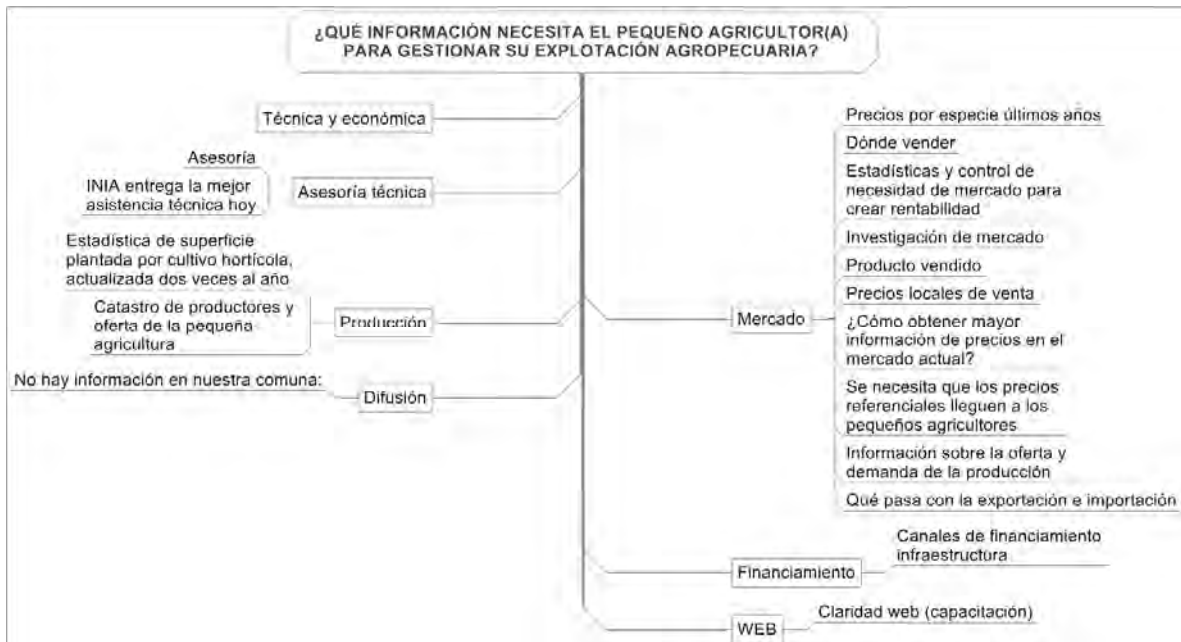 ¿QUÉ INFORMACIÓN NECESITA EL PEQUEÑO AGRICULTOR(A)
PARA GESTIONAR SU EXPLOTACIÓN AGROPECUARIA?
Técnica y económica
Asesoría
INIA entrega la mejor
asistencia técnica hoy
Asesoría técnica
Estadística de superficie
plantada por cultivo hortícola,
actualizada dos veces al año
Catastro de productores y
oferta de la pequeña
agricultura
Producción
No hay información en nuestra comuna:
Difusión
Mercado
Precios por especie últimos años
Dónde vender
Estadísticas y control de
necesidad de mercado para
crear rentabilidad
Investigación de mercado
Producto vendido
Precios locales de venta
¿Cómo obtener mayor
información de precios en el
mercado actual?
Se necesita que los precios
referenciales lleguen a los
pequeños agricultores
Información sobre la oferta y
demanda de la producción
Qué pasa con la exportación e importación
Financiamiento
Canales de financiamiento
infraestructura
WEB
Claridad web (capacitación)